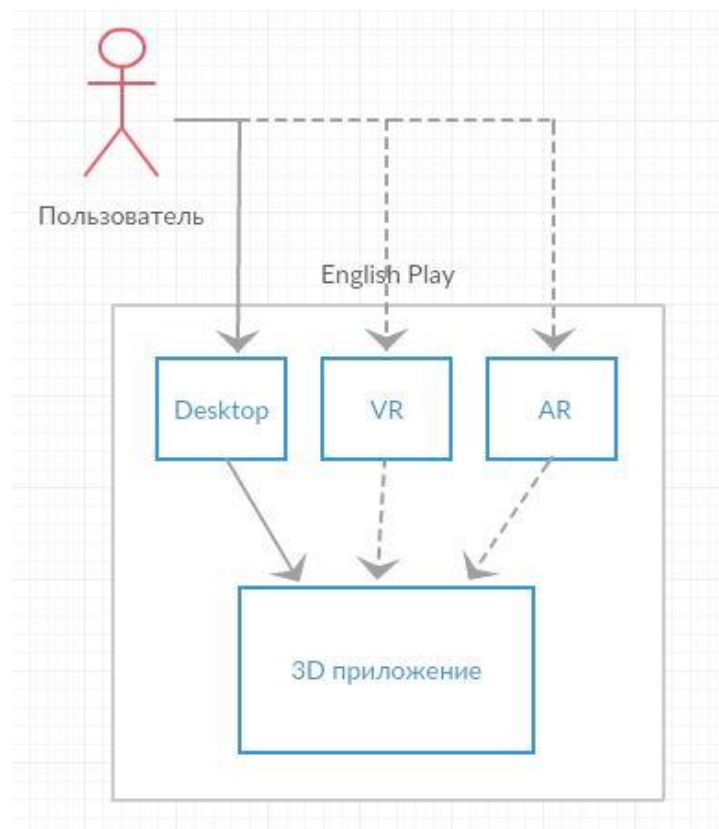 Пользователь
English Play
Desktop
VR
AR
3D приложение